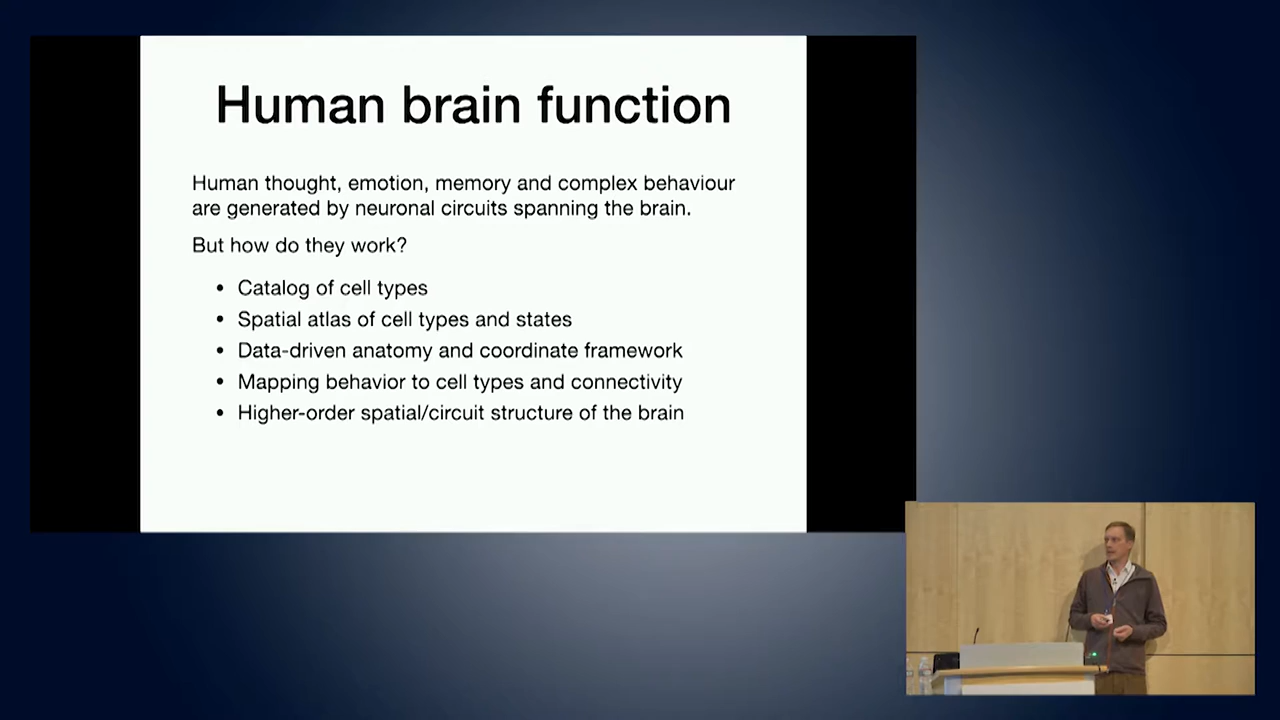 Human brain function
Human thought, emotion, memory and complex behaviour
are generated by neuronal circuits spanning the brain.
But how do they work?
• Catalog of cell types
• Spatial atlas of cell types and states
• Data-driven anatomy and coordinate framework
• Mapping behavior to cell types and connectivity
• Higher-order spatial/circuit structure of the brain